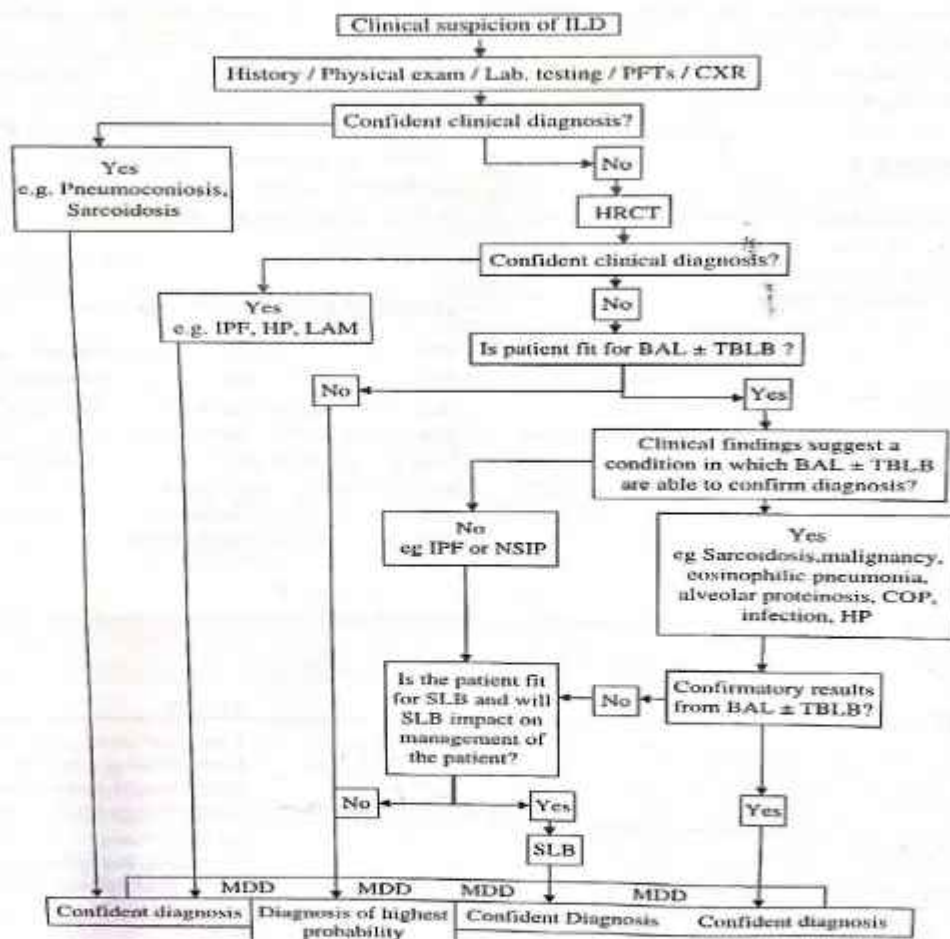 Clinical suspicion of ILD
History / Physical exam / Lab. testing / PFTs / CXR
Confident clinical diagnosis?
Yes
e.g. Pneumoconiosis,
Sarcoidosis
No
HRCT
Confident clinical diagnosis?
Yes
e.g. IPF, HP, LAM
No
Is patient fit for BAL ± TBLB ?
No
Yes
Clinical findings suggest a
condition in which BAL ± TBLB
are able to confirm diagnosis?
No
eg IPF or NSIP
Yes
eg Sarcoidosis,malignancy,
eosinophilic pneumonia,
alveolar proteinosis, COP,
infection, HP
Is the patient fit
for SLB and will
SLB impact on
management of
the patient?
No
Confirmatory results
from BAL ± TBLB?
No
Yes
Yes
SLB
MDD MDD MDD MDD
Confident diagnosis
Diagnosis of highest
probability
Confident Diagnosis
Confident diagnosis